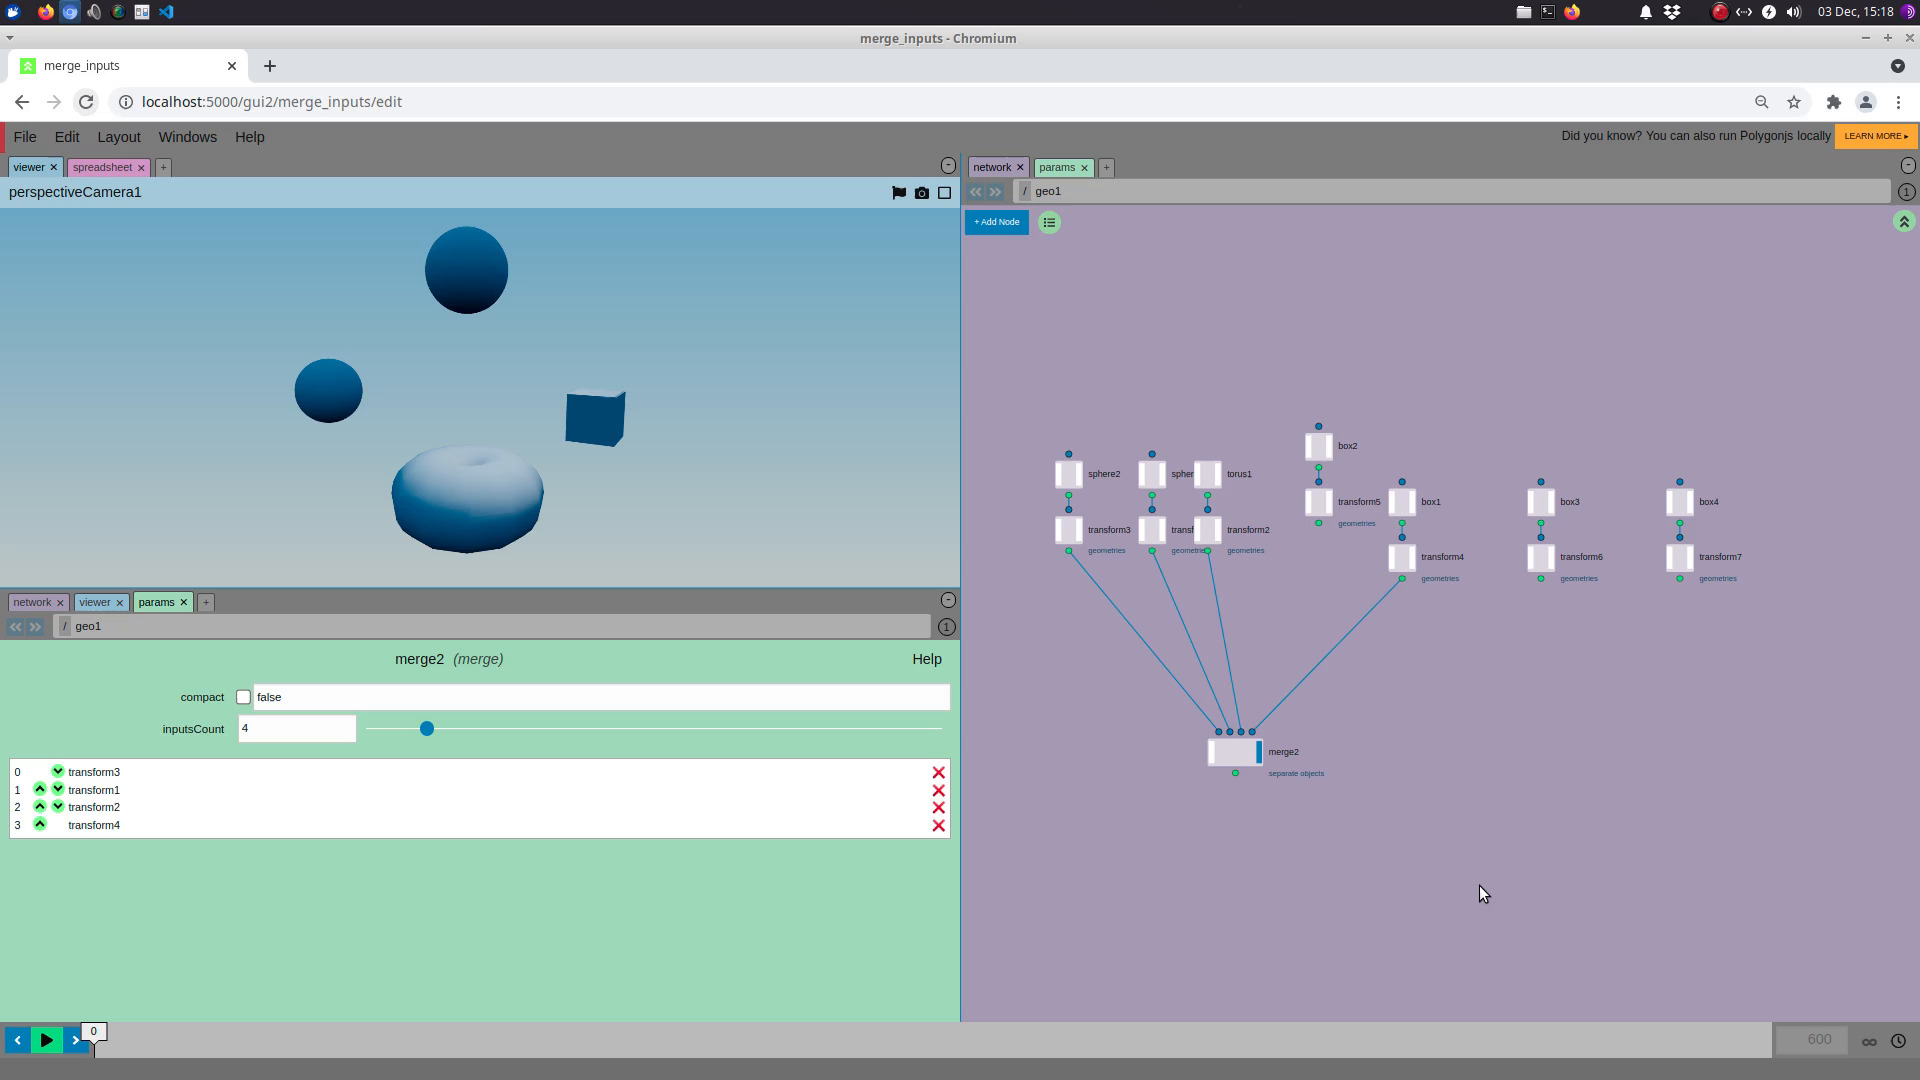 03 Dec, 15:18
merge_inputs - Chromium
merge_inputs
localhost:5000/gui2/merge_inputs/edit
File Edit Layout Windows Help
Did you know? You can also run Polygonjs locally
LEARN MORE ▸
viewer
spreadsheet
+
perspectiveCamera1
network
params
+
/ geo1
1
+ Add Node
box2
sphere2
spher
torus1
transform5
geometries
box1
box3
box4
transform3
geometries
transf
geometrie
transform2
geometries
transform4
geometries
transform6
geometries
transform7
geometries
merge2
separate objects
network
viewer
params
+
/ geo1
1
merge2 (merge)
Help
compact
false
inputsCount
4
0 transform3
1 transform1
2 transform2
3 transform4
0
600